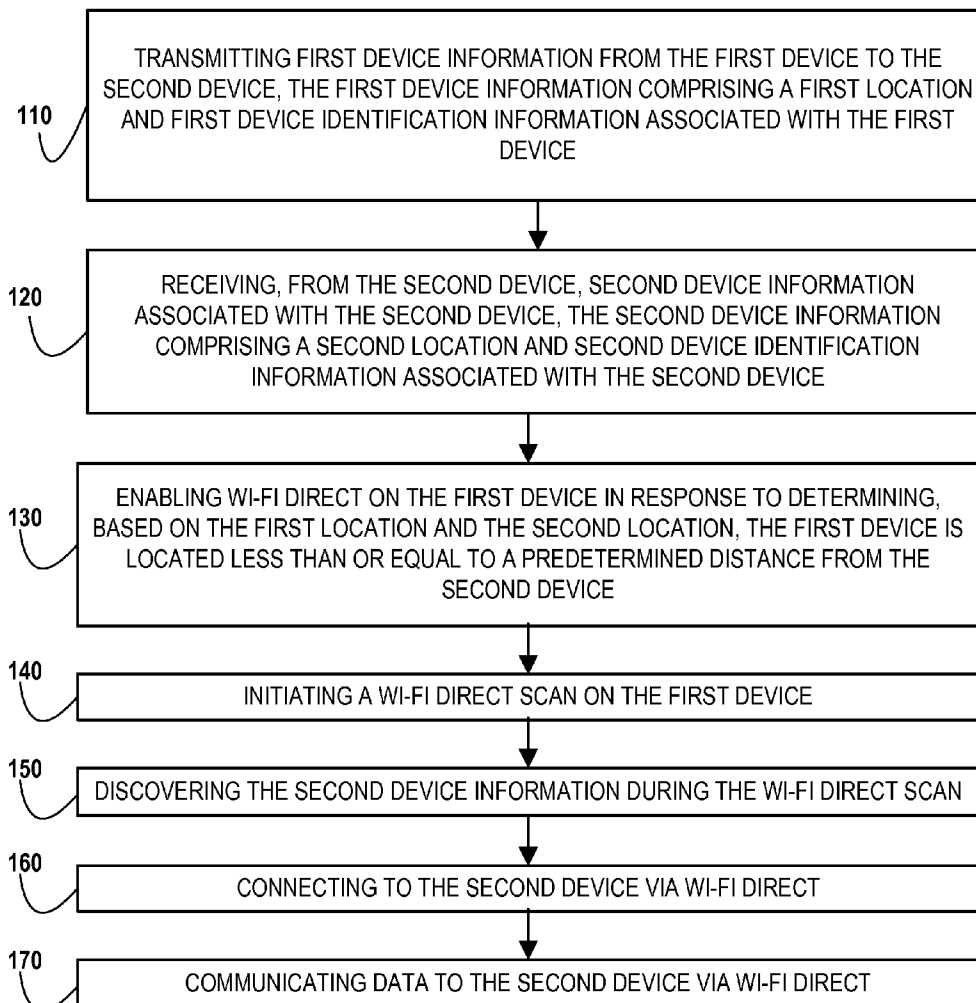 TRANSMITTING FIRST DEVICE INFORMATION FROM THE FIRST DEVICE TO THE
SECOND DEVICE, THE FIRST DEVICE INFORMATION COMPRISING A FIRST LOCATION
110
AND FIRST DEVICE IDENTIFICATION INFORMATION ASSOCIATED WITH THE FIRST
DEVICE
120
RECEIVING, FROM THE SECOND DEVICE, SECOND DEVICE INFORMATION
ASSOCIATED WITH THE SECOND DEVICE, THE SECOND DEVICE INFORMATION
COMPRISING A SECOND LOCATION AND SECOND DEVICE IDENTIFICATION
INFORMATION ASSOCIATED WITH THE SECOND DEVICE
130
ENABLING WI-FI DIRECT ON THE FIRST DEVICE IN RESPONSE TO DETERMINING,
BASED ON THE FIRST LOCATION AND THE SECOND LOCATION, THE FIRST DEVICE IS
LOCATED LESS THAN OR EQUAL TO A PREDETERMINED DISTANCE FROM THE
SECOND DEVICE
140
INITIATING A WI-FI DIRECT SCAN ON THE FIRST DEVICE
150
DISCOVERING THE SECOND DEVICE INFORMATION DURING THE WI-FI DIRECT SCAN
160
CONNECTING TO THE SECOND DEVICE VIA WI-FI DIRECT
170
COMMUNICATING DATA TO THE SECOND DEVICE VIA WI-FI DIRECT